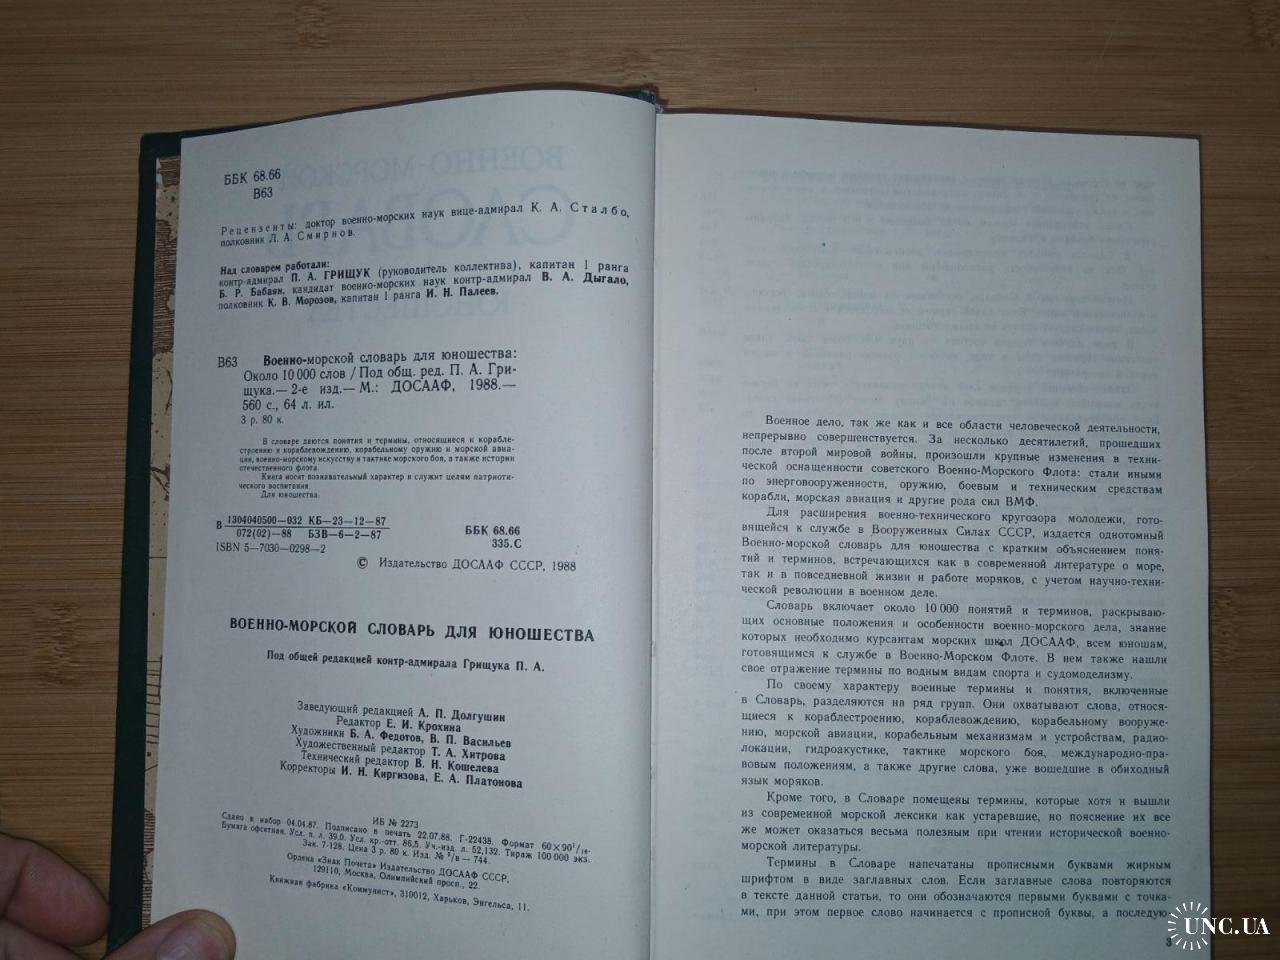 ББК 68.66
В63
Рецензенты: доктор военно-морских наук вице-адмирал К. А. Сталбо,
полковник Л. А. Смирнов.
Над словарем работали:
контр-адмирал П. А. ГРИЩУК (руководитель коллектива), капитан 1 ранга
Б. Р. Бабаян, кандидат военно-морских наук контр-адмирал В. А. Дыгало,
полковник К. В. Морозов, капитан 1 ранга И. Н. Палеев.
В63 Военно-морской словарь для юношества:
Около 10 000 слов / Под общ. ред. П. А. Гри-
щука.— 2-е изд.— М.: ДОСААФ, 1988.—
560 с., 64 л. ил.
3 р. 80 к.
В словаре даются понятия и термины, относящиеся к корабле-
строению и кораблевождению, корабельному оружию и морской авиа-
ции, военно-морскому искусству и тактике морского боя, а также истории
отечественного флота.
Книга носит познавательный характер и служит целям патриоти-
ческого воспитания.
Для юношества.
В 1304040500—032 КБ—23—12—87
072(02)—88 БЗВ—6—2—87
ББК 68.66
335.С
ISBN 5—7030—0298—2
© Издательство ДОСААФ СССР, 1988
ВОЕННО-МОРСКОЙ СЛОВАРЬ ДЛЯ ЮНОШЕСТВА
Под общей редакцией контр-адмирала Грищука П. А.
Заведующий редакцией А. П. Долгушин
Редактор Е. И. Крохина
Художники Б. А. Федотов, В. П. Васильев
Художественный редактор Т. А. Хитрова
Технический редактор В. Н. Кошелева
Корректоры И. Н. Киргизова, Е. А. Платонова
ИБ № 2273
Сдано в набор 04.04.87. Подписано в печать 22.07.88. Г-22438. Формат 60×90 1/16.
Бумага офсетная. Усл. п. л. 39,0. Усл. кр.-отт. 86,5. Уч.-изд. л. 52,132. Тираж 100 000 экз.
Зак. 7-128. Цена 3 р. 80 к. Изд. № 2/в — 744.
Ордена «Знак Почета» Издательство ДОСААФ СССР,
129110, Москва, Олимпийский просп., 22.
Книжная фабрика «Коммунист», 310012, Харьков, Энгельса, 11.
Военное дело, так же как и все области человеческой деятельности,
непрерывно совершенствуется. За несколько десятилетий, прошедших
после второй мировой войны, произошли крупные изменения в техни-
ческой оснащенности советского Военно-Морского Флота: стали иными
по энерговооруженности, оружию, боевым и техническим средствам
корабли, морская авиация и другие рода сил ВМФ.
Для расширения военно-технического кругозора молодежи, гото-
вящейся к службе в Вооруженных Силах СССР, издается однотомный
Военно-морской словарь для юношества с кратким объяснением поня-
тий и терминов, встречающихся как в современной литературе о море,
так и в повседневной жизни и работе моряков, с учетом научно-техни-
ческой революции в военном деле.
Словарь включает около 10 000 понятий и терминов, раскрываю-
щих основные положения и особенности военно-морского дела, знание
которых необходимо курсантам морских школ ДОСААФ, всем юношам,
готовящимся к службе в Военно-Морском Флоте. В нем также нашли
свое отражение термины по водным видам спорта и судомоделизму.
По своему характеру военные термины и понятия, включенные
в Словарь, разделяются на ряд групп. Они охватывают слова, относя-
щиеся к кораблестроению, кораблевождению, корабельному вооруже-
нию, морской авиации, корабельным механизмам и устройствам, радио-
локации, гидроакустике, тактике морского боя, международно-пра-
вовым положениям, а также другие слова, уже вошедшие в обиходный
язык моряков.
Кроме того, в Словаре помещены термины, которые хотя и вышли
из современной морской лексики как устаревшие, но пояснение их все
же может оказаться весьма полезным при чтении исторической военно-
морской литературы.
Термины в Словаре напечатаны прописными буквами жирным
шрифтом в виде заглавных слов. Если заглавные слова повторяются
в тексте данной статьи, то они обозначаются первыми буквами с точка-
ми, при этом первое слово начинается с прописной буквы, а последую-
3
UNC.UA